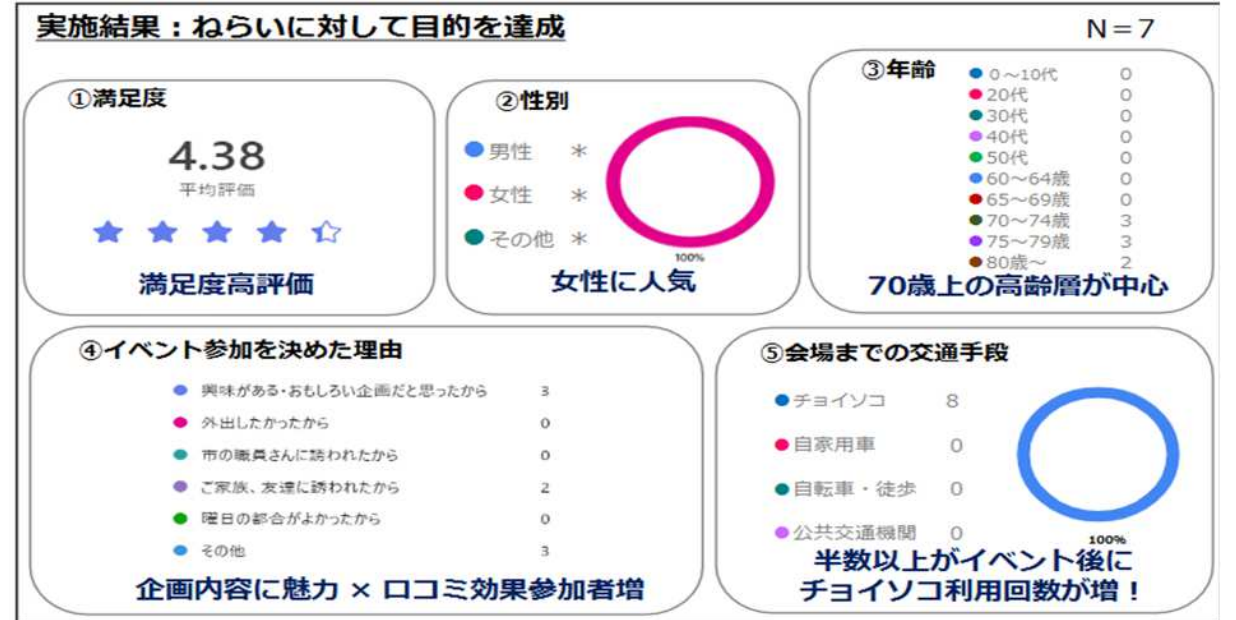 実施結果：ねらいに対して目的を達成
N＝7
①満足度
4.38
平均評価
満足度高評価
②性別
男性 ＊
女性 ＊
その他 ＊
100%
女性に人気
③年齢
0～10代 0
20代 0
30代 0
40代 0
50代 0
60～64歳 0
65～69歳 0
70～74歳 3
75～79歳 3
80歳～ 2
70歳上の高齢層が中心
④イベント参加を決めた理由
興味がある・おもしろい企画だと思ったから 3
外出したかったから 0
市の職員さんに誘われたから 0
ご家族、友達に誘われたから 2
曜日の都合がよかったから 0
その他 3
企画内容に魅力 × 口コミ効果参加者増
⑤会場までの交通手段
チョイソコ 8
自家用車 0
自転車・徒歩 0
公共交通機関 0
100%
半数以上がイベント後に
チョイソコ利用回数が増！